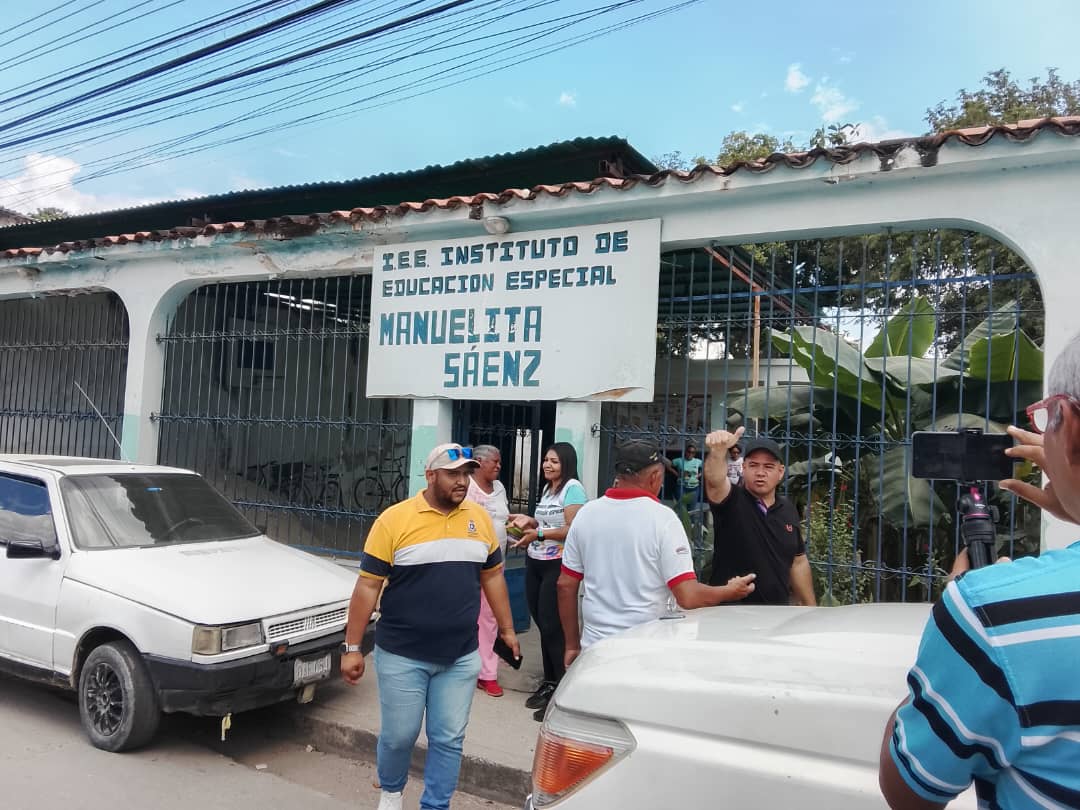 I.E.E. INSTITUTO DE
EDUCACION ESPECIAL
MANUELITA
SÁENZ